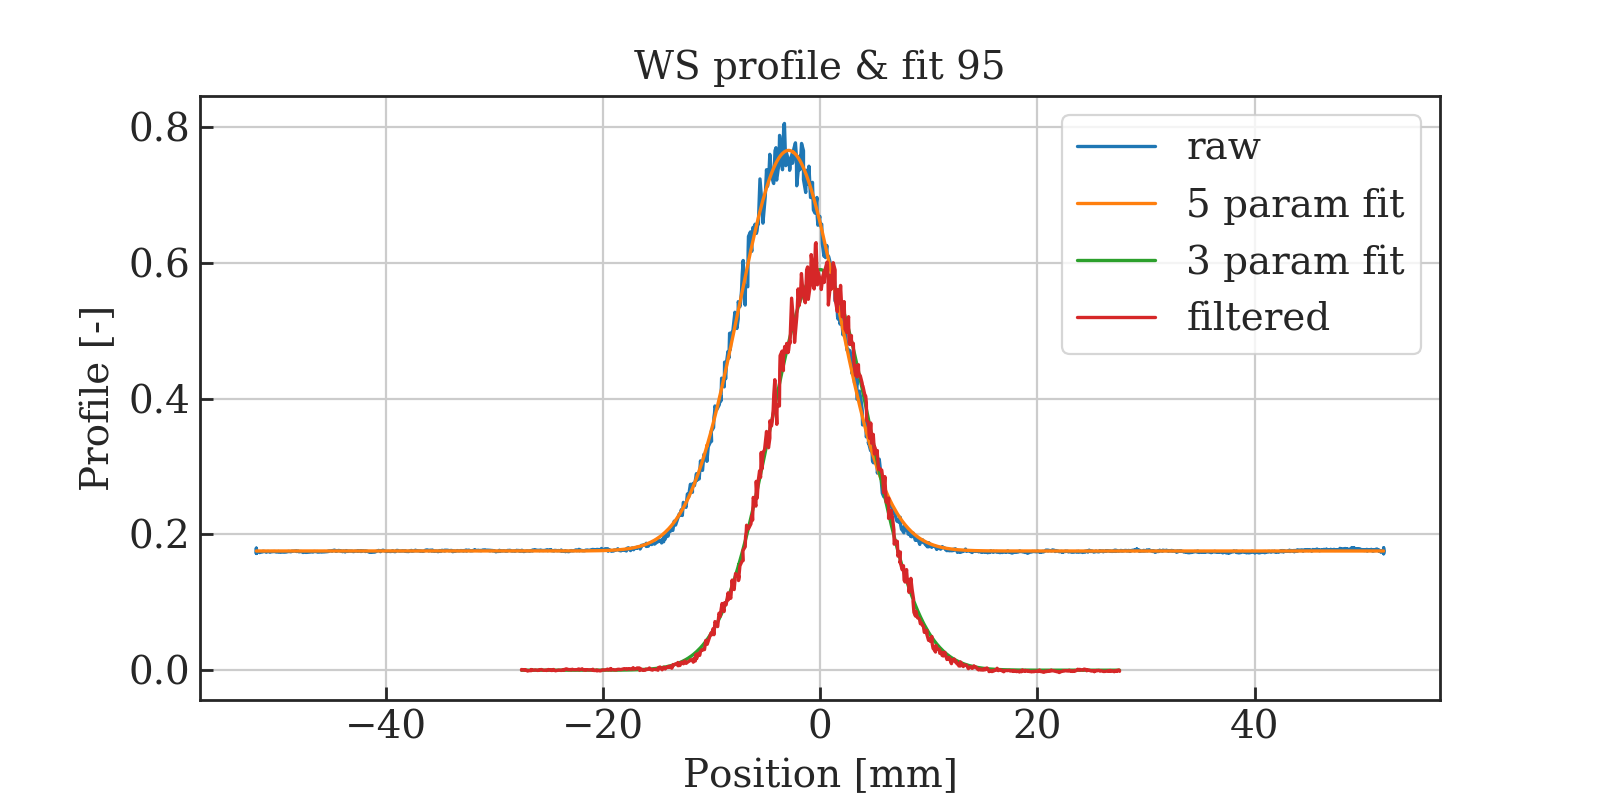 WS profile & fit 95
0.8
0.6
0.4
0.2
0.0
Profile [-]
raw
5 param fit
3 param fit
filtered
−40
−20
0
20
40
Position [mm]